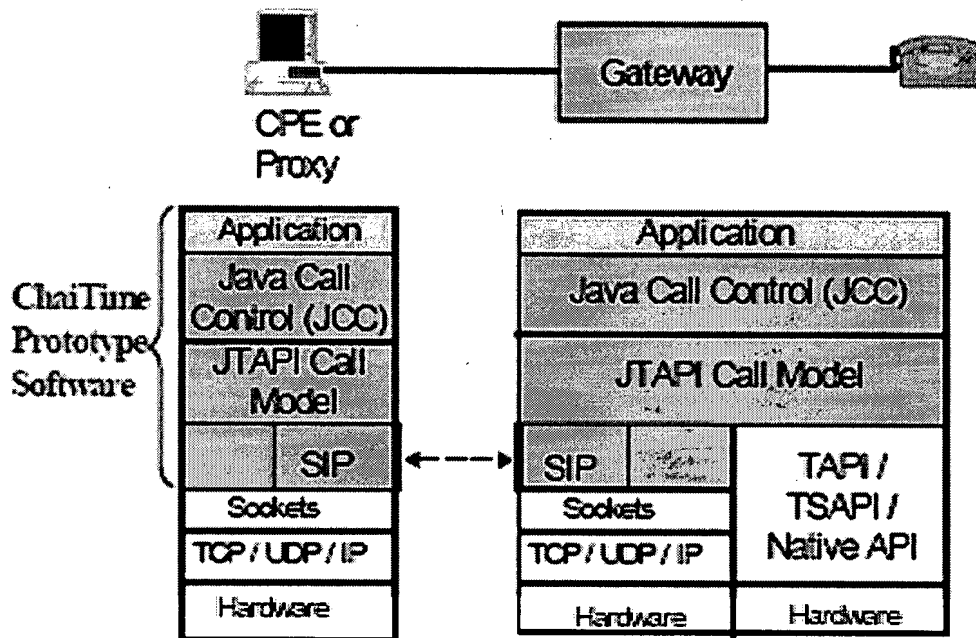 Gateway
CPE or
Proxy
ChaiTime
Prototype
Software
Application
Java Call
Control (JCC)
JTAPI Call
Model
SIP
Sockets
TCP / UDP / IP
Hardware
Application
Java Call Control (JCC)
JTAPI Call Model
SIP
TAPI /
TSAPI /
Native API
Sockets
TCP / UDP / IP
Hardware
Hardware